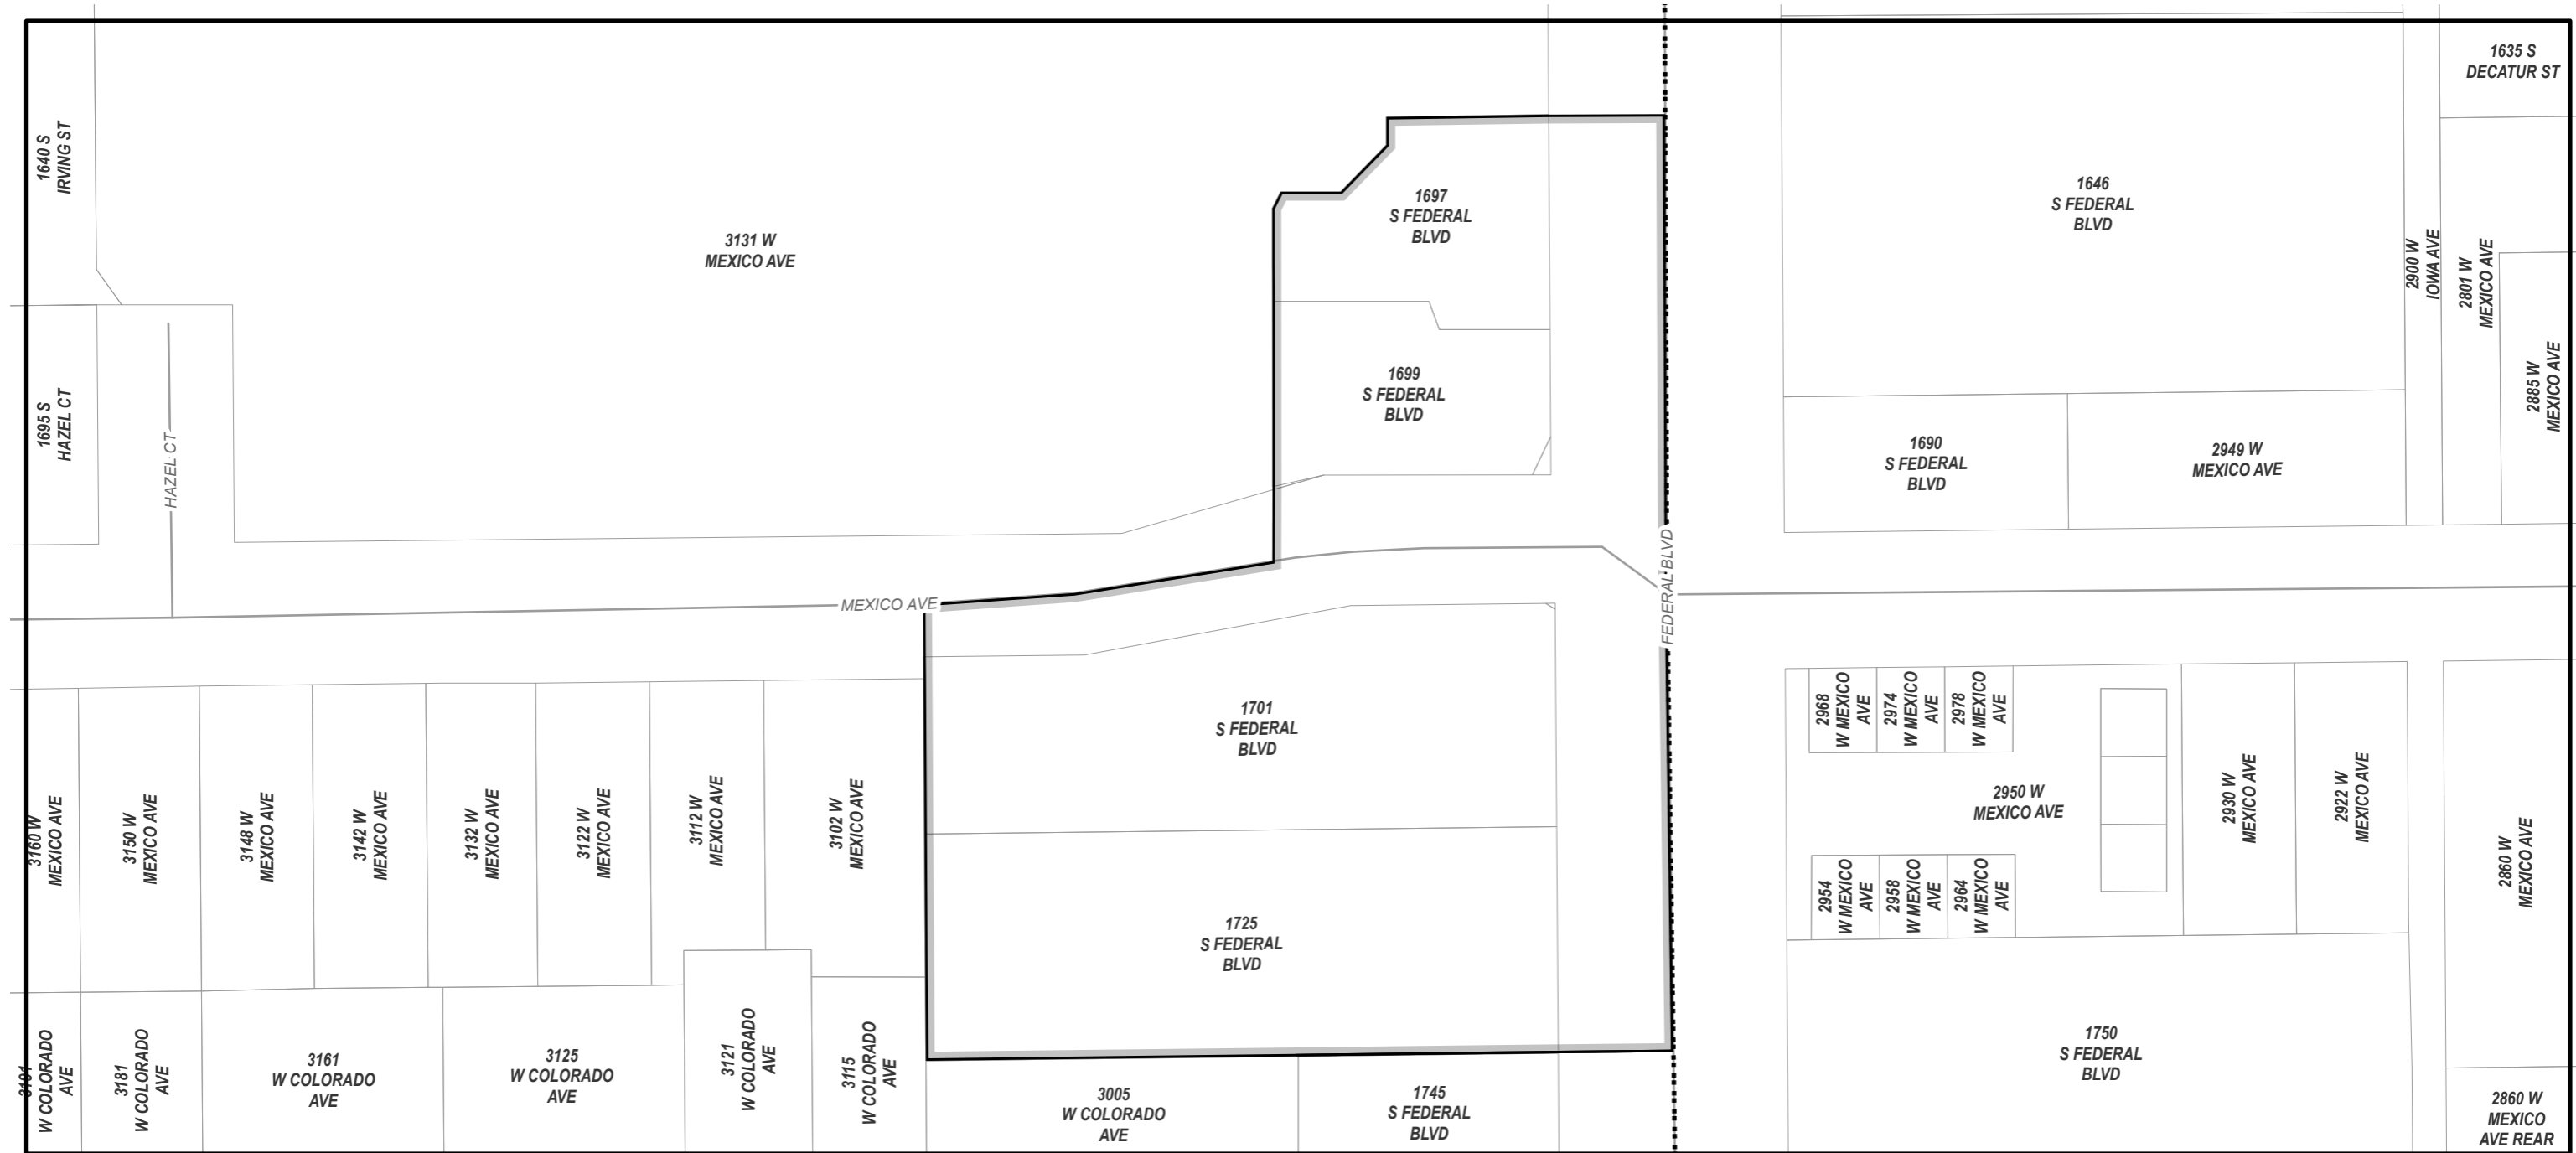 1635 S
DECATUR ST
1640 S
IRVING ST
3131 W
MEXICO AVE
1697
S FEDERAL
BLVD
1646
S FEDERAL
BLVD
2900 W
IOWA AVE
2801 W
MEXICO AVE
2885 W
MEXICO AVE
1695 S
HAZEL CT
HAZEL CT
1699
S FEDERAL
BLVD
1690
S FEDERAL
BLVD
2949 W
MEXICO AVE
MEXICO AVE
FEDERAL BLVD
1701
S FEDERAL
BLVD
2968
W MEXICO
AVE
2974
W MEXICO
AVE
2978
W MEXICO
AVE
2950 W
MEXICO AVE
2930 W
MEXICO AVE
2922 W
MEXICO AVE
2860 W
MEXICO AVE
3160 W
MEXICO AVE
3150 W
MEXICO AVE
3148 W
MEXICO AVE
3142 W
MEXICO AVE
3132 W
MEXICO AVE
3122 W
MEXICO AVE
3112 W
MEXICO AVE
3102 W
MEXICO AVE
2954
W MEXICO
AVE
2958
W MEXICO
AVE
2964
W MEXICO
AVE
1725
S FEDERAL
BLVD
3191
W COLORADO
AVE
3181
W COLORADO
AVE
3161
W COLORADO
AVE
3125
W COLORADO
AVE
3121
W COLORADO
AVE
3115
W COLORADO
AVE
3005
W COLORADO
AVE
1745
S FEDERAL
BLVD
1750
S FEDERAL
BLVD
2860 W
MEXICO
AVE REAR